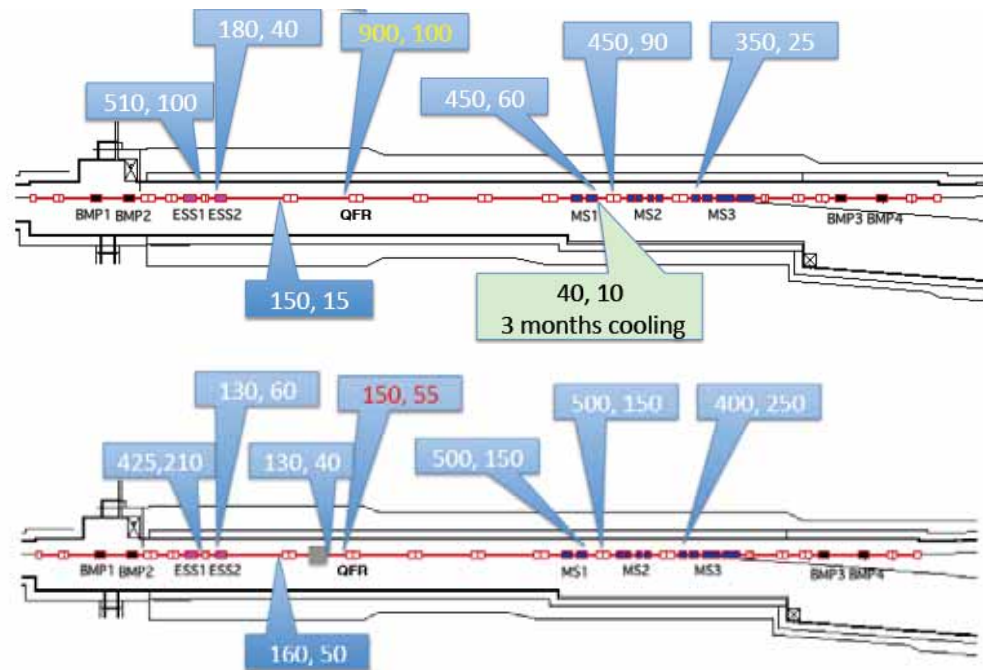 180, 40
900, 100
450, 90
350, 25
510, 100
450, 60
BMP1
BMP2
ESS1
ESS2
QFR
MS1
MS2
MS3
BMP3
BMP4
150, 15
40, 10
3 months cooling
130, 60
150, 55
500, 150
400, 250
425,210
130, 40
500, 150
BMP1
BMP2
ESS1
ESS2
QFR
MS1
MS2
MS3
BMP3
BMP4
160, 50